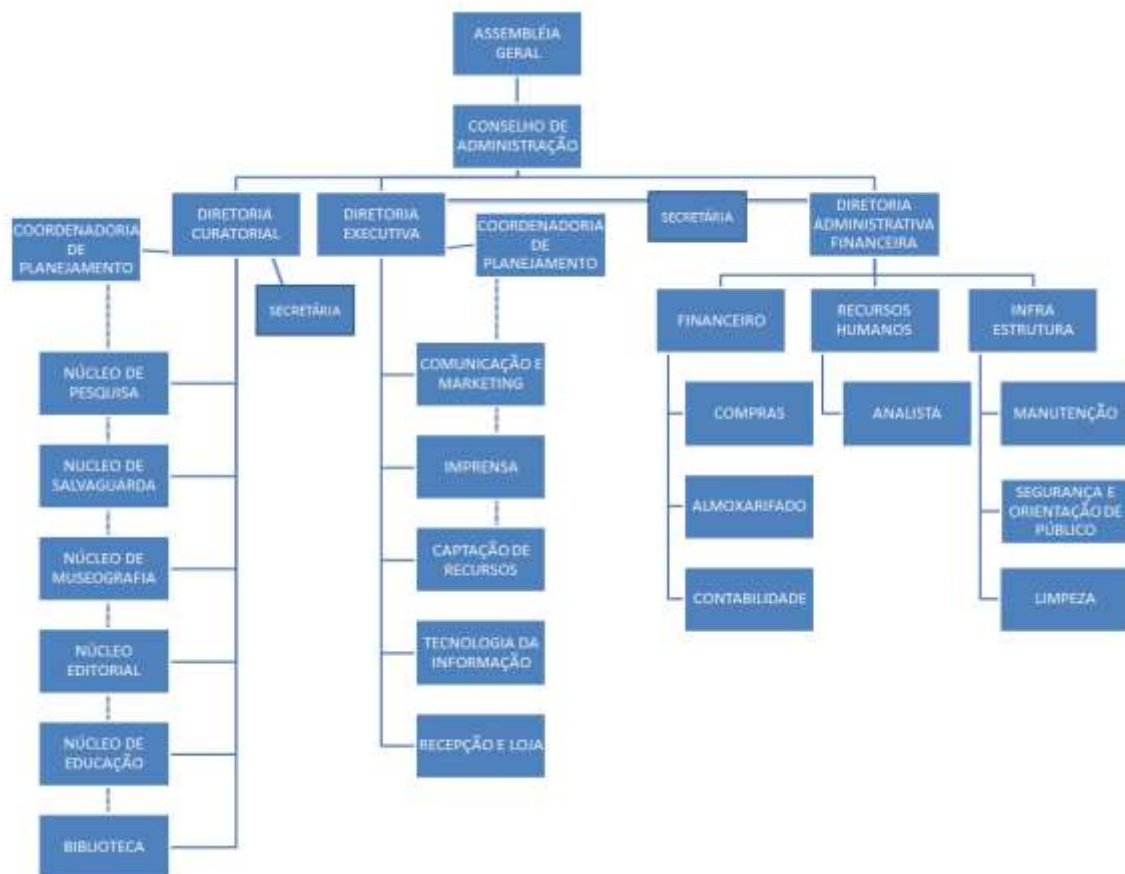 ASSEMBLÉIA
GERAL
CONSELHO DE
ADMINISTRAÇÃO
DIRETORIA
CURATORIAL
DIRETORIA
EXECUTIVA
SECRETÁRIA
DIRETORIA
ADMINISTRATIVA
FINANCEIRA
COORDENADORIA
DE
PLANEJAMENTO
COORDENADORIA
DE
PLANEJAMENTO
SECRETÁRIA
FINANCEIRO
RECURSOS
HUMANOS
INFRA
ESTRUTURA
NÚCLEO DE
PESQUISA
NUCLEO DE
SALVAGUARDA
NÚCLEO DE
MUSEOGRAFIA
NÚCLEO
EDITORIAL
NÚCLEO DE
EDUCAÇÃO
BIBLIOTECA
COMUNICAÇÃO E
MARKETING
IMPRENSA
CAPTAÇÃO DE
RECURSOS
TECNOLOGIA DA
INFORMAÇÃO
RECEPÇÃO E LOJA
COMPRAS
ALMOXARIFADO
CONTABILIDADE
ANALISTA
MANUTENÇÃO
SEGURANÇA E
ORIENTAÇÃO DE
PÚBLICO
LIMPEZA